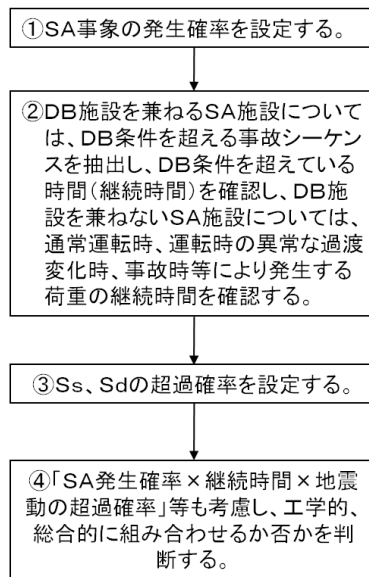 ①SA事象の発生確率を設定する。
②DB施設を兼ねるSA施設について
は、DB条件を超える事故シーケン
スを抽出し、DB条件を超えている
時間(継続時間)を確認し、DB施
設を兼ねないSA施設については、
通常運転時、運転時の異常な過渡
変化時、事故時等により発生する
荷重の継続時間を確認する。
③Ss、Sdの超過確率を設定する。
④「SA発生確率×継続時間×地震
動の超過確率」等も考慮し、工学的、
総合的に組み合わせるか否かを判
断する。